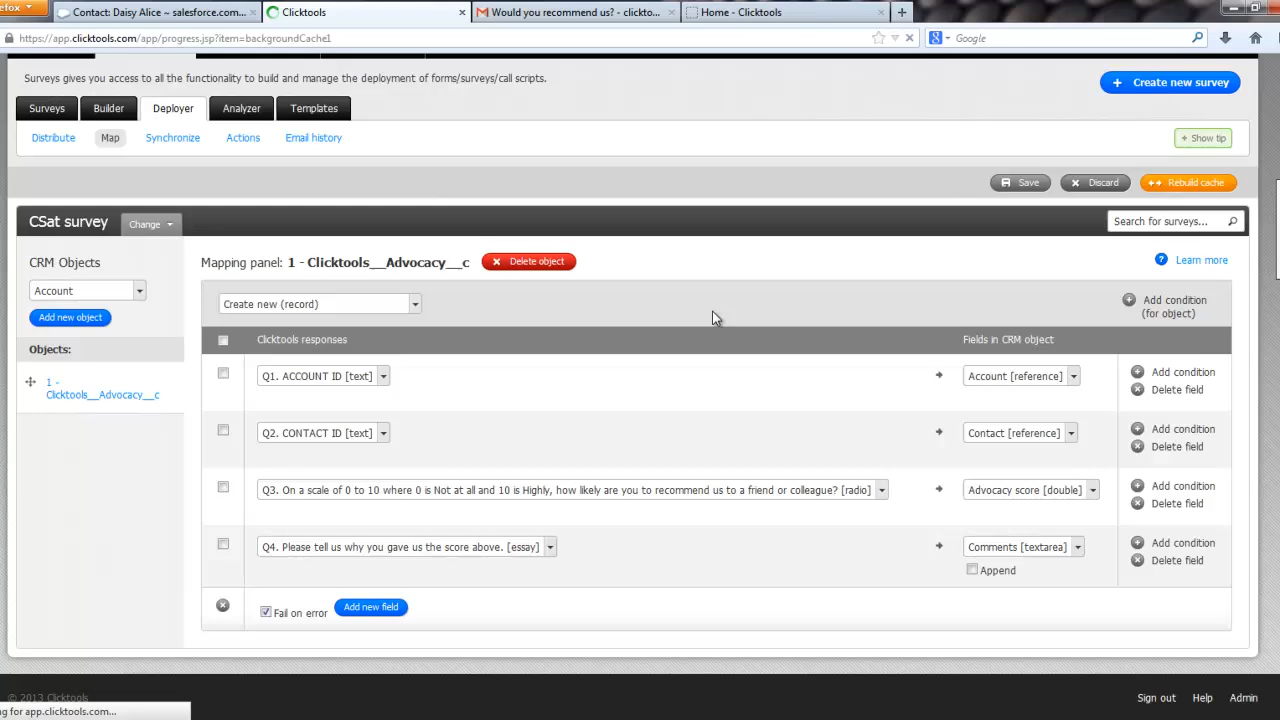 efox
Contact: Daisy Alice ~ salesforce.com...
Clicktools
Would you recommend us? - clickto...
Home - Clicktools
https://app.clicktools.com/app/progress.jsp?item=backgroundCache1
Google
Surveys gives you access to all the functionality to build and manage the deployment of forms/surveys/call scripts.
Create new survey
Surveys
Builder
Deployer
Analyzer
Templates
Distribute
Map
Synchronize
Actions
Email history
+ Show tip
Save
Discard
Rebuild cache
CSat survey
Change
Search for surveys...
CRM Objects
Mapping panel: 1 - Clicktools__Advocacy__c
Delete object
Learn more
Account
Create new (record)
Add condition
(for object)
Add new object
Objects:
Clicktools responses
Fields in CRM object
1 -
Clicktools__Advocacy__c
Q1. ACCOUNT ID [text]
Account [reference]
Add condition
Delete field
Q2. CONTACT ID [text]
Contact [reference]
Add condition
Delete field
Q3. On a scale of 0 to 10 where 0 is Not at all and 10 is Highly, how likely are you to recommend us to a friend or colleague? [radio]
Advocacy score [double]
Add condition
Delete field
Q4. Please tell us why you gave us the score above. [essay]
Comments [textarea]
Append
Add condition
Delete field
Fail on error
Add new field
© 2013 Clicktools
Sign out
Help
Admin
ng for app.clicktools.com...